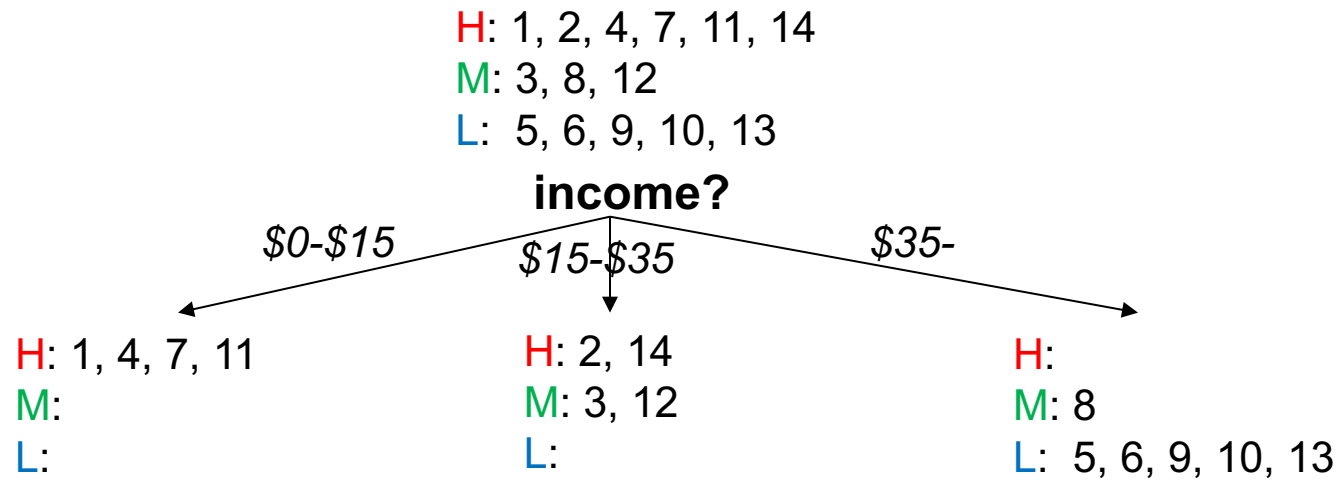 H: 1, 2, 4, 7, 11, 14
M: 3, 8, 12
L: 5, 6, 9, 10, 13
income?
$0-$15
$15-$35
$35-
H: 1, 4, 7, 11
M:
L:
H: 2, 14
M: 3, 12
L:
H:
M: 8
L: 5, 6, 9, 10, 13